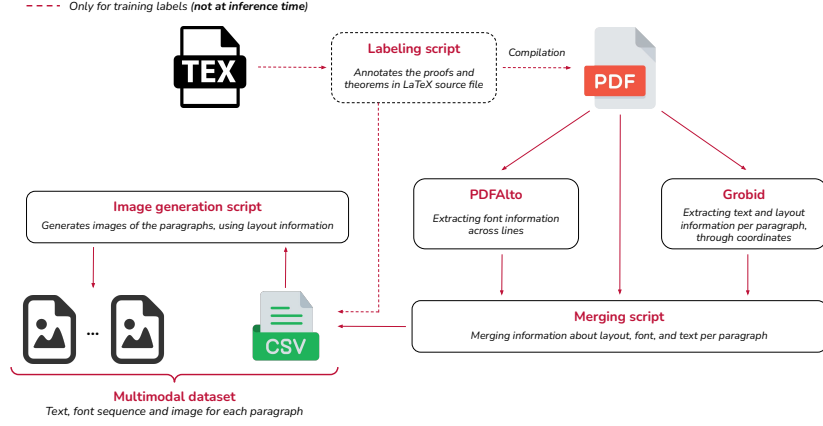 Only for training labels (not at inference time)
TEX
Labeling script
Annotates the proofs and
theorems in LaTeX source file
Compilation
PDF
Image generation script
Generates images of the paragraphs, using layout information
PDFAlto
Extracting font information
across lines
Grobid
Extracting text and layout
information per paragraph,
through coordinates
...
CSV
Merging script
Merging information about layout, font, and text per paragraph
Multimodal dataset
Text, font sequence and image for each paragraph